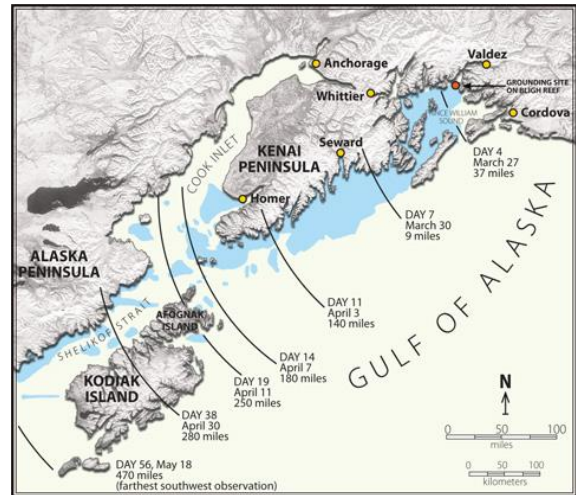 Anchorage
Valdez
GROUNDING SITE
ON BLIGH REEF
Whittier
WILLIAM
SOUND
Cordova
COOK INLET
KENAI
PENINSULA
Seward
DAY 4
March 27
37 miles
Homer
DAY 7
March 30
9 miles
ALASKA
PENINSULA
GULF OF ALASKA
DAY 11
April 3
140 miles
SHELIKOF STRAIT
AFOGNAK
ISLAND
DAY 14
April 7
180 miles
KODIAK
ISLAND
DAY 19
April 11
250 miles
N
DAY 38
April 30
280 miles
0 50 100
miles
0 50 100
kilometers
DAY 56, May 18
470 miles
(farthest southwest observation)